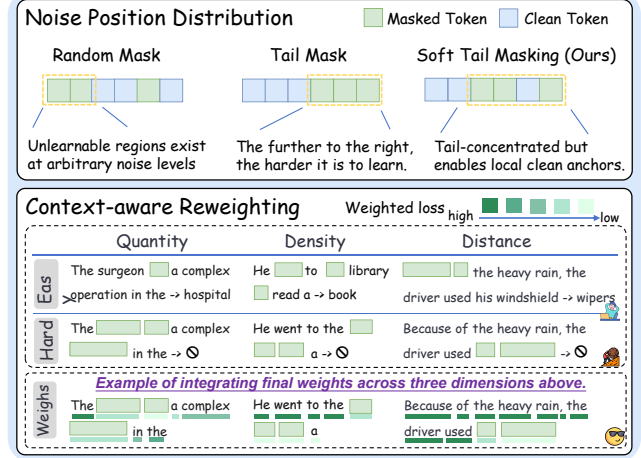 Noise Position Distribution
Masked Token
Clean Token
Random Mask
Tail Mask
Soft Tail Masking (Ours)
Unlearnable regions exist
at arbitrary noise levels
The further to the right,
the harder it is to learn.
Tail-concentrated but
enables local clean anchors.
Context-aware Reweighting
Weighted loss
high
low
Quantity
Density
Distance
Eas
The surgeon a complex
operation in the -> hospital
He to library
read a -> book
the heavy rain, the
driver used his windshield -> wipers
Hard
The a complex
in the ->
He went to the
a ->
Because of the heavy rain, the
driver used ->
Weighs
Example of integrating final weights across three dimensions above.
The a complex
in the
He went to the
a
Because of the heavy rain, the
driver used